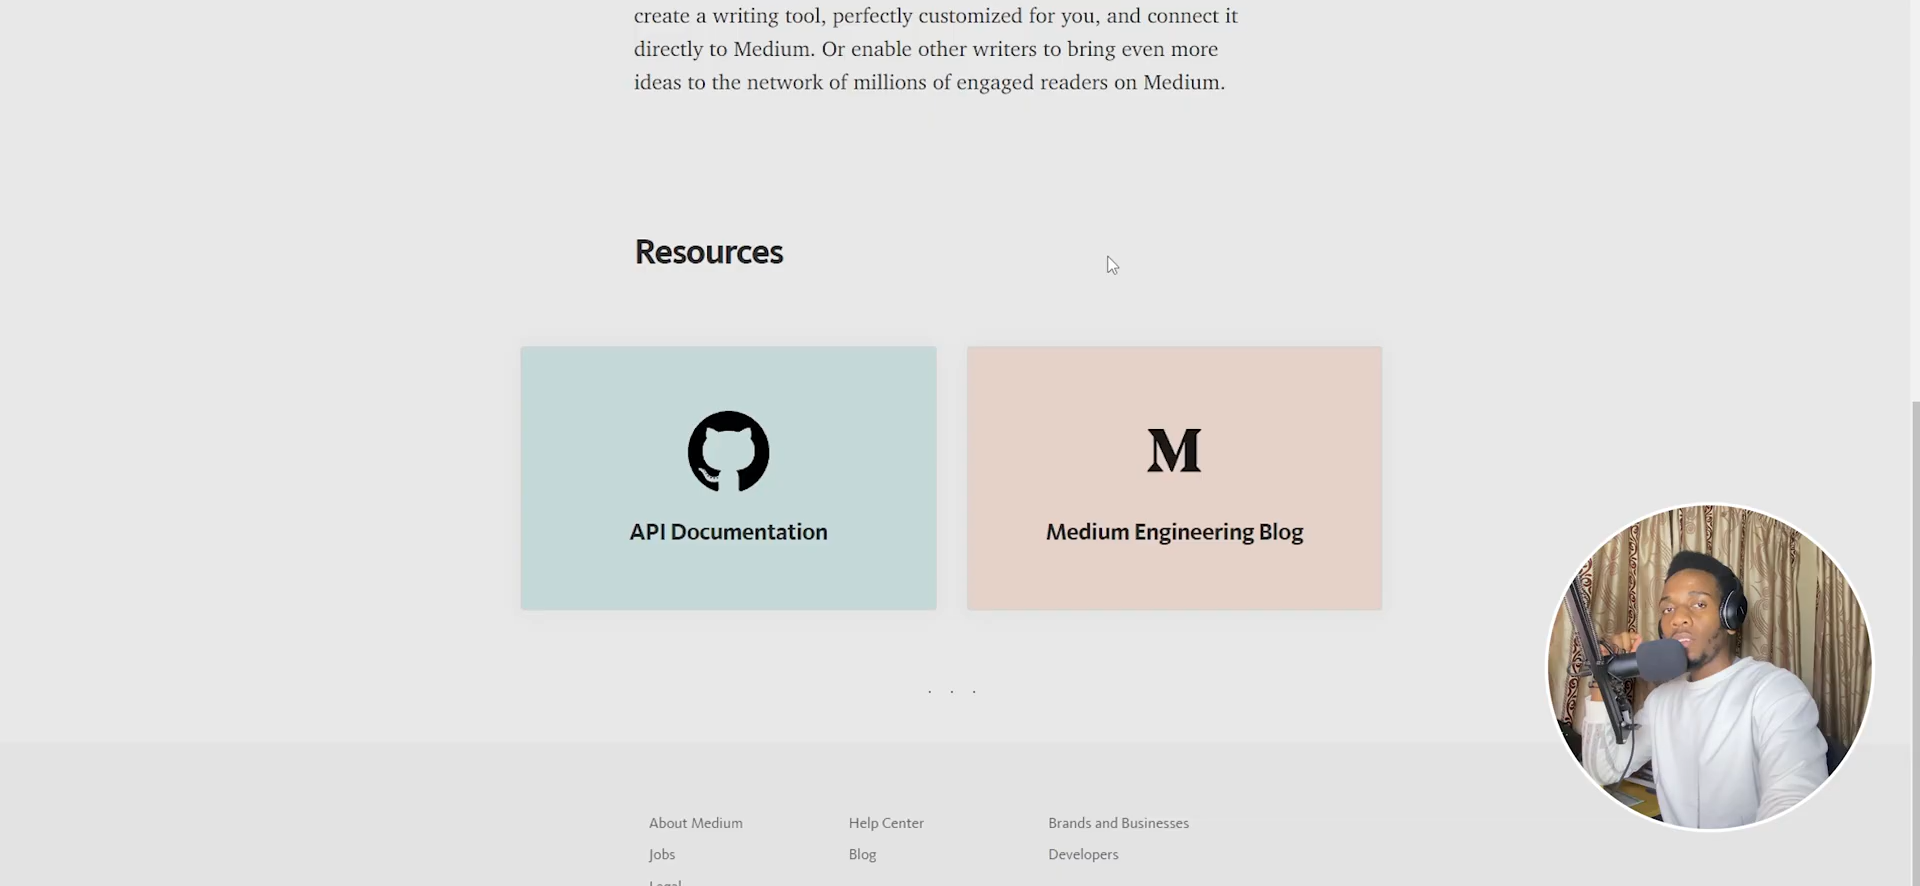 create a writing tool, perfectly customized for you, and connect it
directly to Medium. Or enable other writers to bring even more
ideas to the network of millions of engaged readers on Medium.
Resources
M
API Documentation
Medium Engineering Blog
. . .
About Medium
Help Center
Brands and Businesses
Jobs
Blog
Developers
Legal